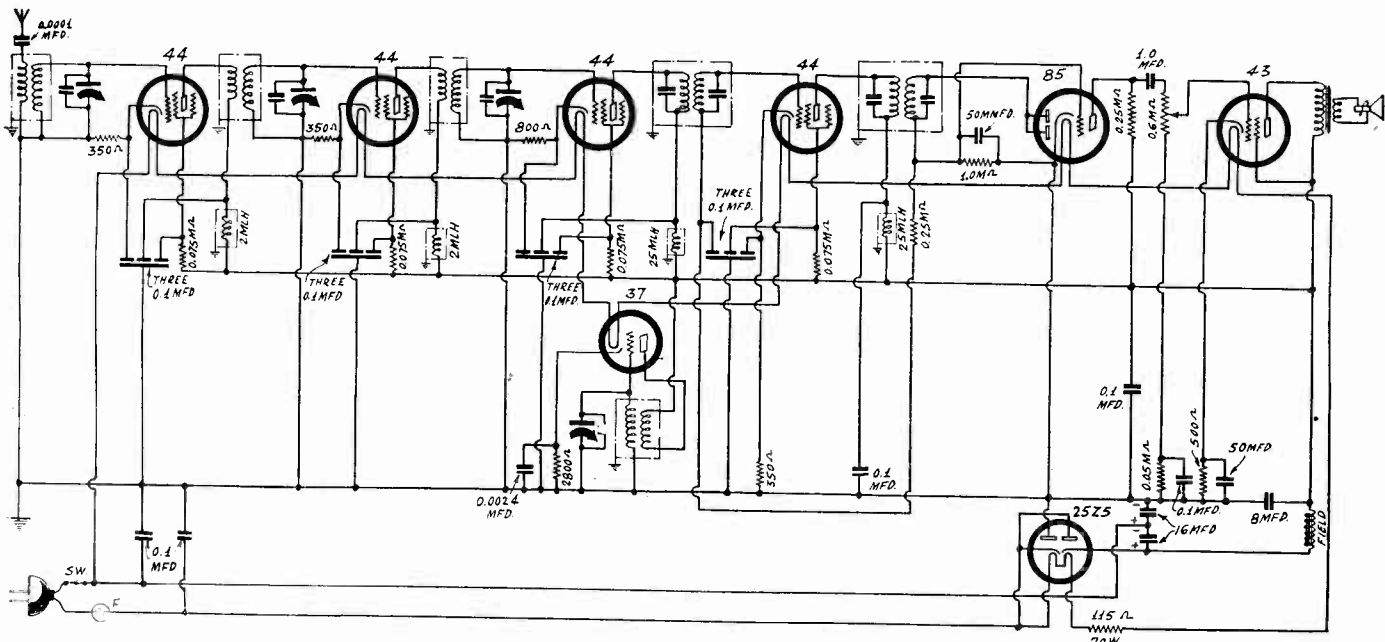 0.0001
MFD.
44
44
44
44
85
1.0
MFD.
43
350Ω
350Ω
800Ω
50MMFD.
1.0MΩ
0.25MΩ
0.6MΩ
2MLH
0.075MΩ
THREE
0.1MFD
2MLH
0.075MΩ
THREE
0.1MFD
THREE
0.1MFD.
0.075MΩ
25MLH
THREE
0.1MFD.
0.075MΩ
25MLH
0.25MΩ
37
0.0024
MFD.
2800Ω
350Ω
0.1
MFD.
0.1
MFD.
0.05MΩ
0.1MFD.
500Ω
50MFD
8MFD.
FIELD
25Z5
16MFD
0.1
MFD
SW.
F
115Ω
70W